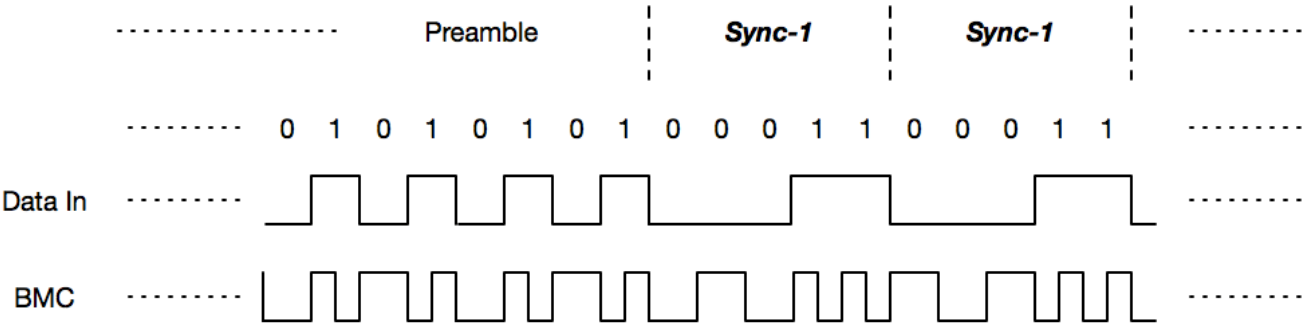 Preamble Sync-1 Sync-1
0 1 0 1 0 1 0 1 0 0 0 1 1 0 0 0 1 1
Data In
BMC